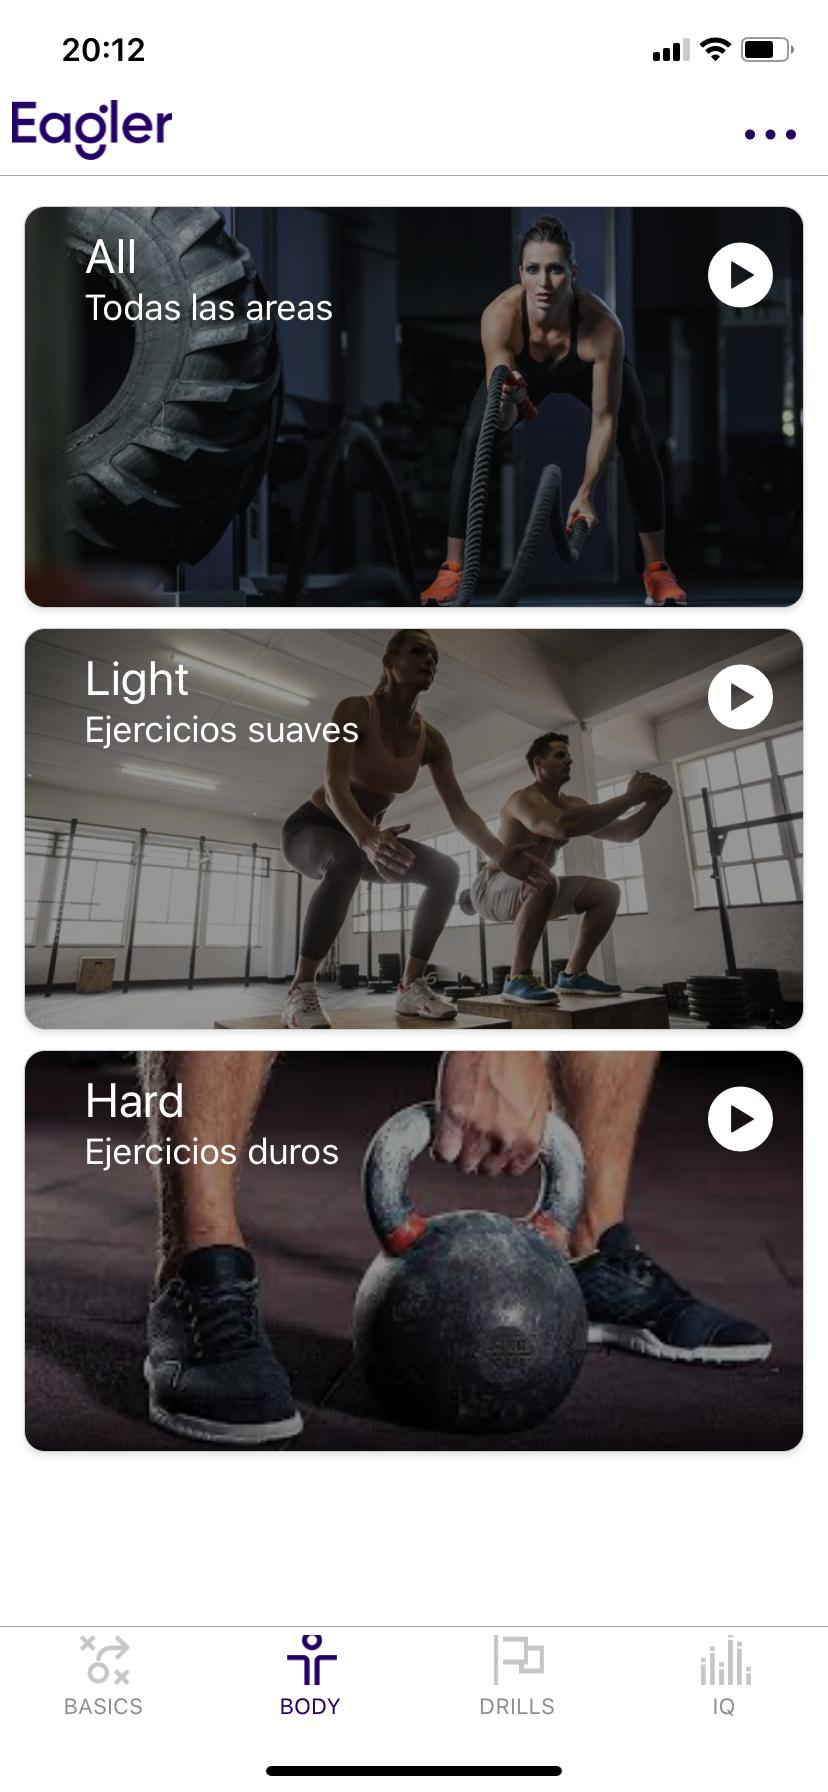 20:12
Eagler
All
Todas las areas
Light
Ejercicios suaves
Hard
Ejercicios duros
BASICS
BODY
DRILLS
IQ